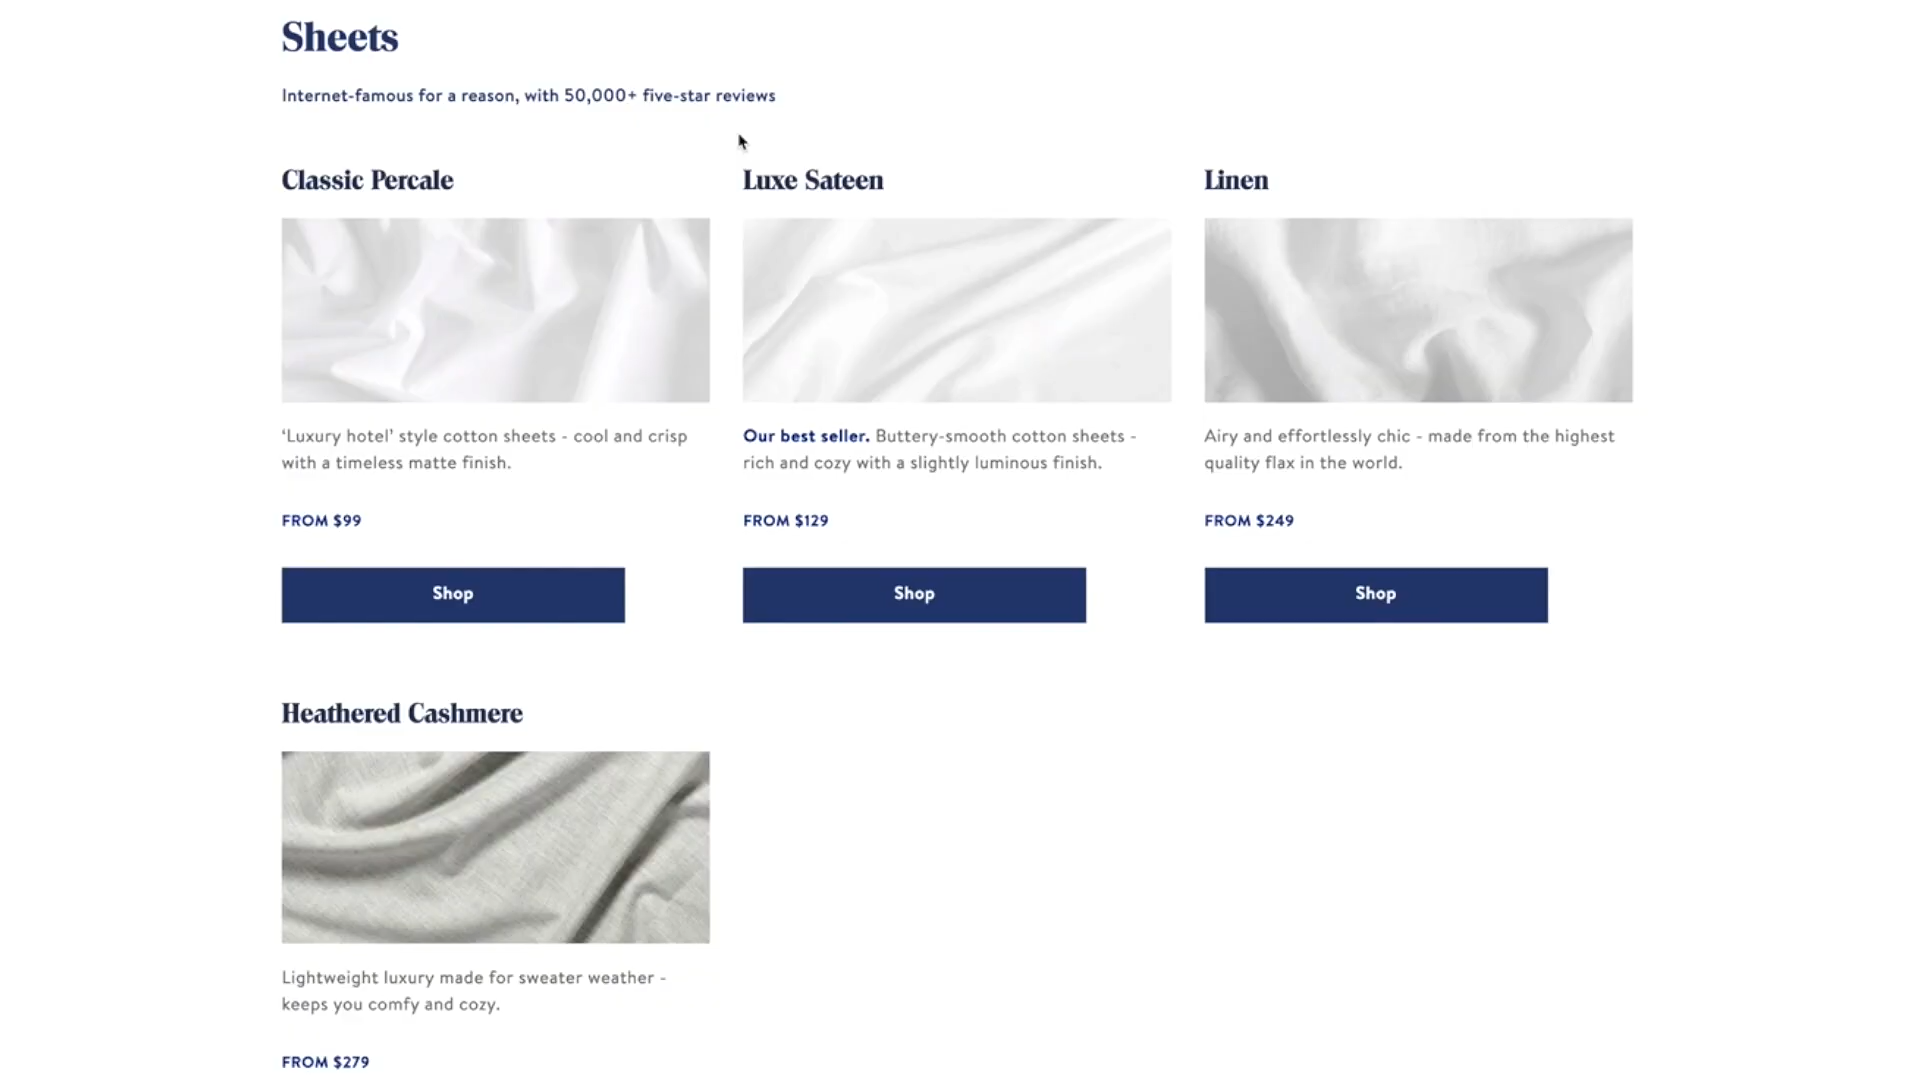 Sheets
Internet-famous for a reason, with 50,000+ five-star reviews
Classic Percale
‘Luxury hotel’ style cotton sheets - cool and crisp
with a timeless matte finish.
FROM $99
Shop
Luxe Sateen
Our best seller. Buttery-smooth cotton sheets -
rich and cozy with a slightly luminous finish.
FROM $129
Shop
Linen
Airy and effortlessly chic - made from the highest
quality flax in the world.
FROM $249
Shop
Heathered Cashmere
Lightweight luxury made for sweater weather -
keeps you comfy and cozy.
FROM $279